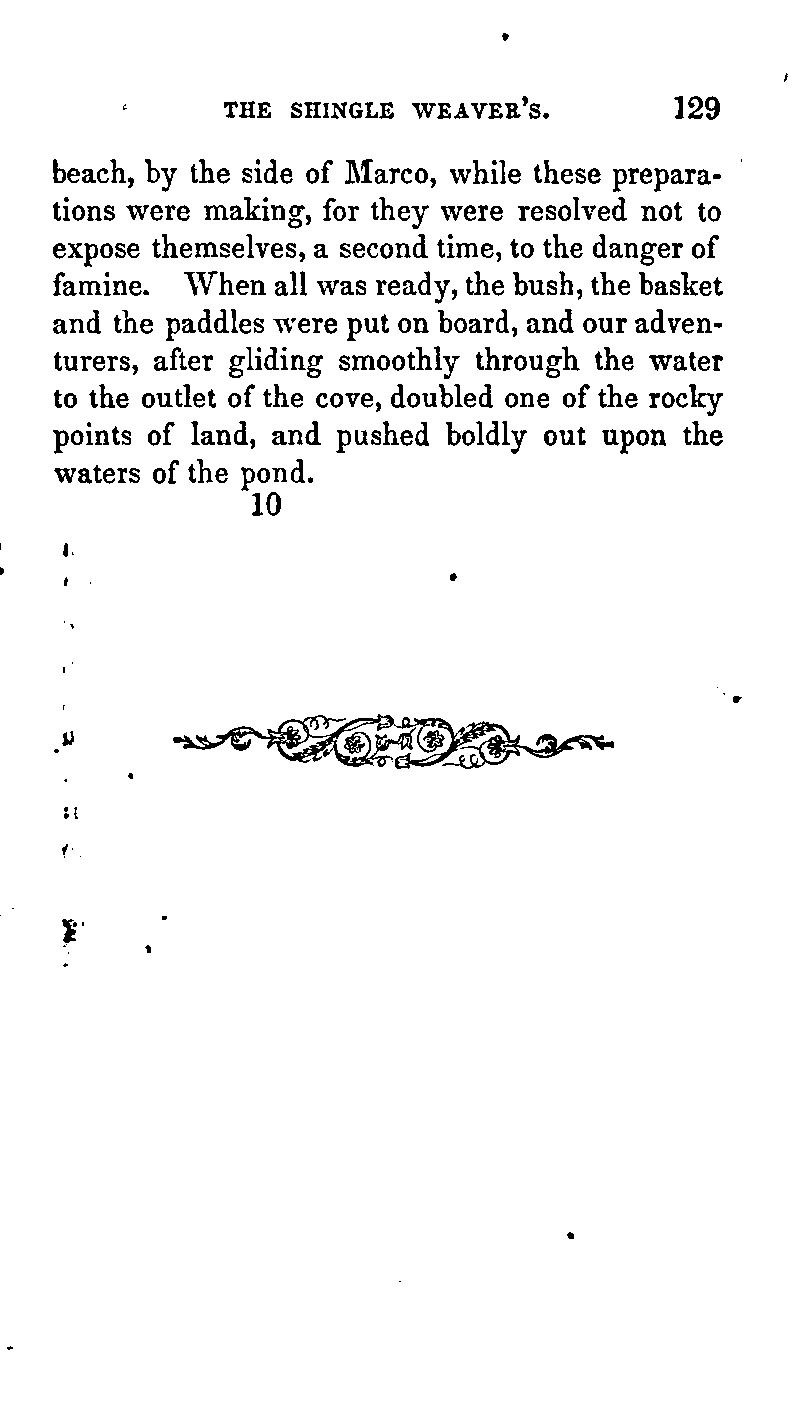 THE SHINGLE WEAVER'S. 129
beach, by the side of Marco, while these prepara-
tions were making, for they were resolved not to
expose themselves, a second time, to the danger of
famine. When all was ready, the bush, the basket
and the paddles were put on board, and our adven-
turers, after gliding smoothly through the water
to the outlet of the cove, doubled one of the rocky
points of land, and pushed boldly out upon the
waters of the pond.
10